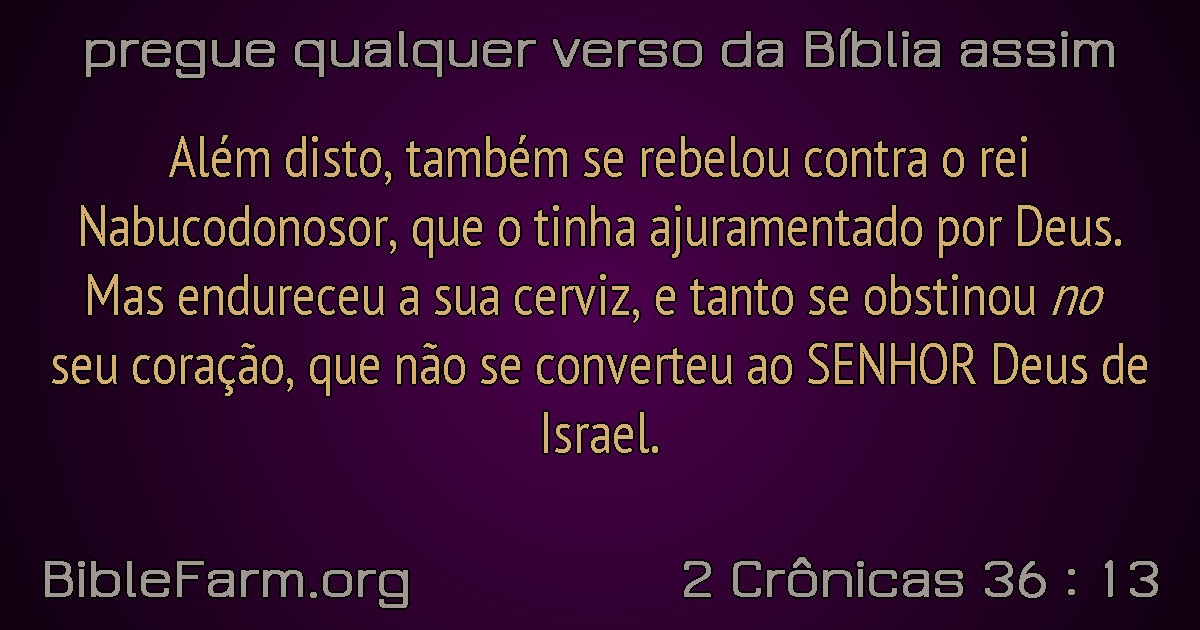 pregue qualquer verso da Bíblia assim
Além disto, também se rebelou contra o rei
Nabucodonosor, que o tinha ajuramentado por Deus.
Mas endureceu a sua cerviz, e tanto se obstinou no
seu coração, que não se converteu ao SENHOR Deus de
Israel.
BibleFarm.org
2 Crônicas 36 : 13